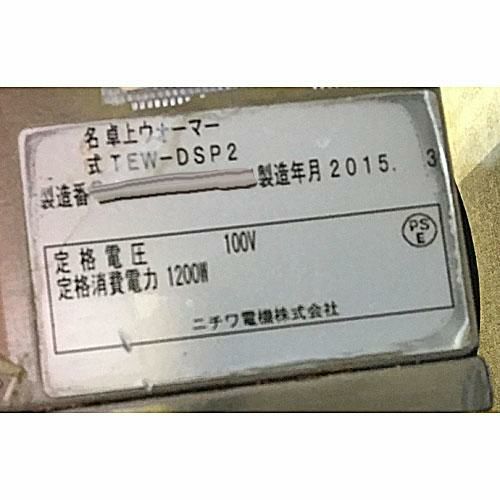 名 卓上ウォーマー
式 TEW-DSP2
製造番 製造年月 2015. 3
定格電圧 100V
PS
E
定格消費電力 1200W
ニチワ電機株式会社